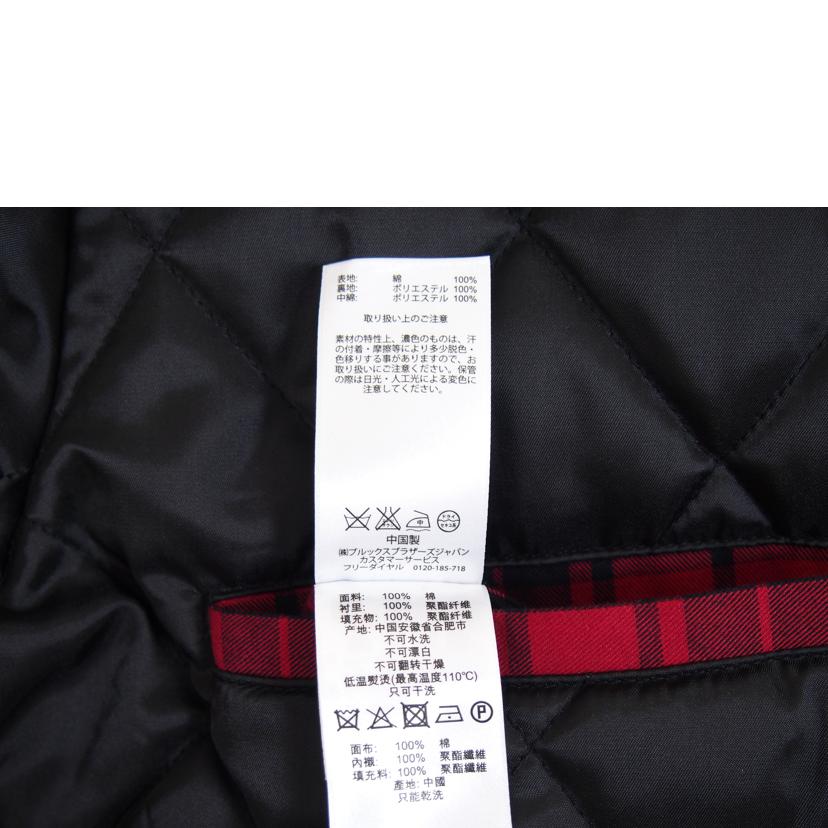 表地: 綿 100%
裏地: ポリエステル 100%
中綿: ポリエステル 100%
取り扱い上のご注意
素材の特性上、濃色のものは、汗
の付着・摩擦等により多少脱色・
色移りする事がありますので、お
取り扱いにご注意ください。保管
の際は日光・人工光による変色に
注意してください。
中 ドライ セキユ系
中国製
㈱ブルックスブラザーズジャパン
カスタマーサービス
フリーダイヤル 0120-185-718
面料: 100% 棉
衬里: 100% 聚酯纤维
填充物: 100% 聚酯纤维
产地: 中国安徽省合肥市
不可水洗
不可漂白
不可翻转干燥
低温熨烫(最高温度110℃)
只可干洗
P
面布: 100% 棉
內襯: 100% 聚酯纖維
填充料: 100% 聚酯纖維
產地: 中國
只能乾洗